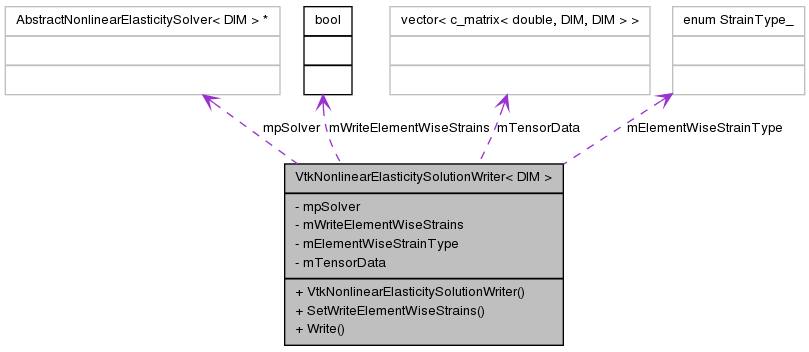 AbstractNonlinearElasticitySolver< DIM > *
bool
vector< c_matrix< double, DIM, DIM > >
enum StrainType_
mpSolver
mWriteElementWiseStrains
mTensorData
mElementWiseStrainType
VtkNonlinearElasticitySolutionWriter< DIM >
- mpSolver
- mWriteElementWiseStrains
- mElementWiseStrainType
- mTensorData
+ VtkNonlinearElasticitySolutionWriter()
+ SetWriteElementWiseStrains()
+ Write()